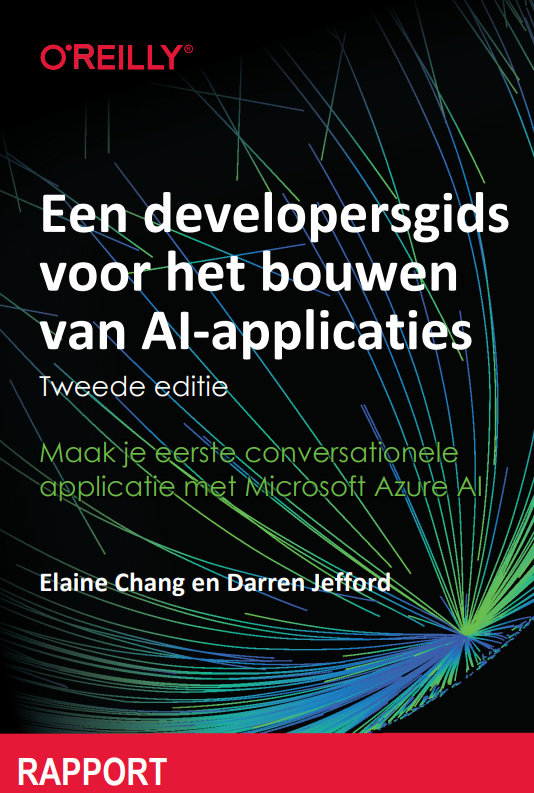 O'REILLY®
Een developersgids
voor het bouwen
van AI-applicaties
Tweede editie
Maak je eerste conversationele
applicatie met Microsoft Azure AI
Elaine Chang en Darren Jefford
RAPPORT